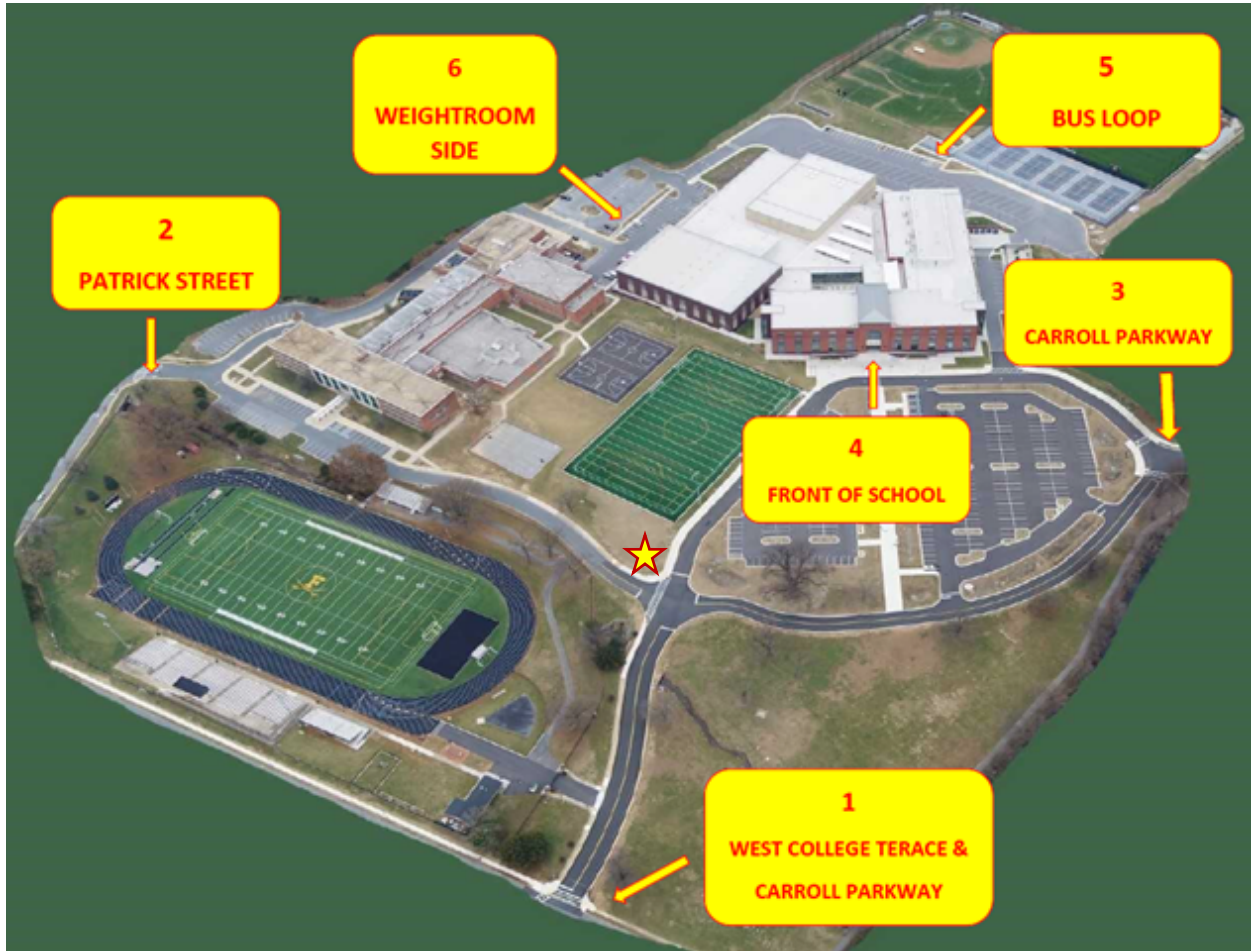 6
WEIGHTROOM
SIDE
5
BUS LOOP
2
PATRICK STREET
3
CARROLL PARKWAY
4
FRONT OF SCHOOL
1
WEST COLLEGE TERACE &
CARROLL PARKWAY